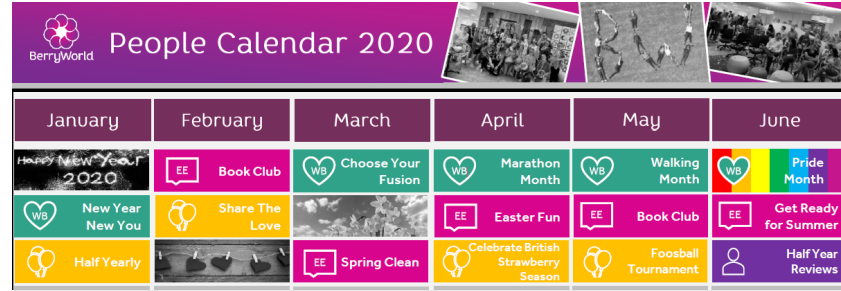 BerryWorld
People Calendar 2020
BW
January
February
March
April
May
June
Happy New Year
2020
EE
Book Club
WB
Choose Your
Fusion
WB
Marathon
Month
WB
Walking
Month
WB
Pride
Month
WB
New Year
New You
Share The
Love
EE
Easter Fun
EE
Book Club
EE
Get Ready
for Summer
Half Yearly
EE
Spring Clean
Celebrate British
Strawberry
Season
Foosball
Tournament
Half Year
Reviews